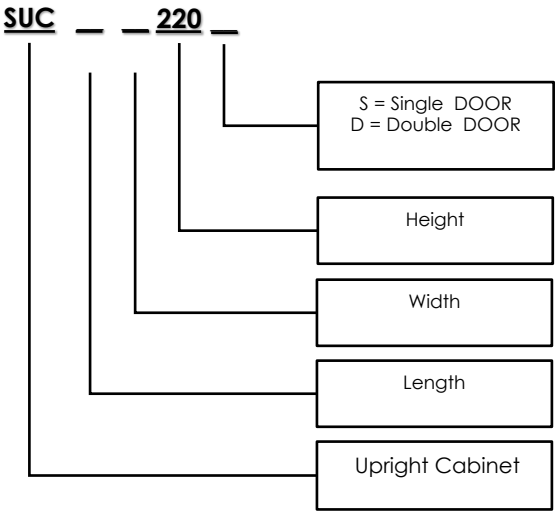 SUC _ _ 220 _
S = Single DOOR
D = Double DOOR
Height
Width
Length
Upright Cabinet